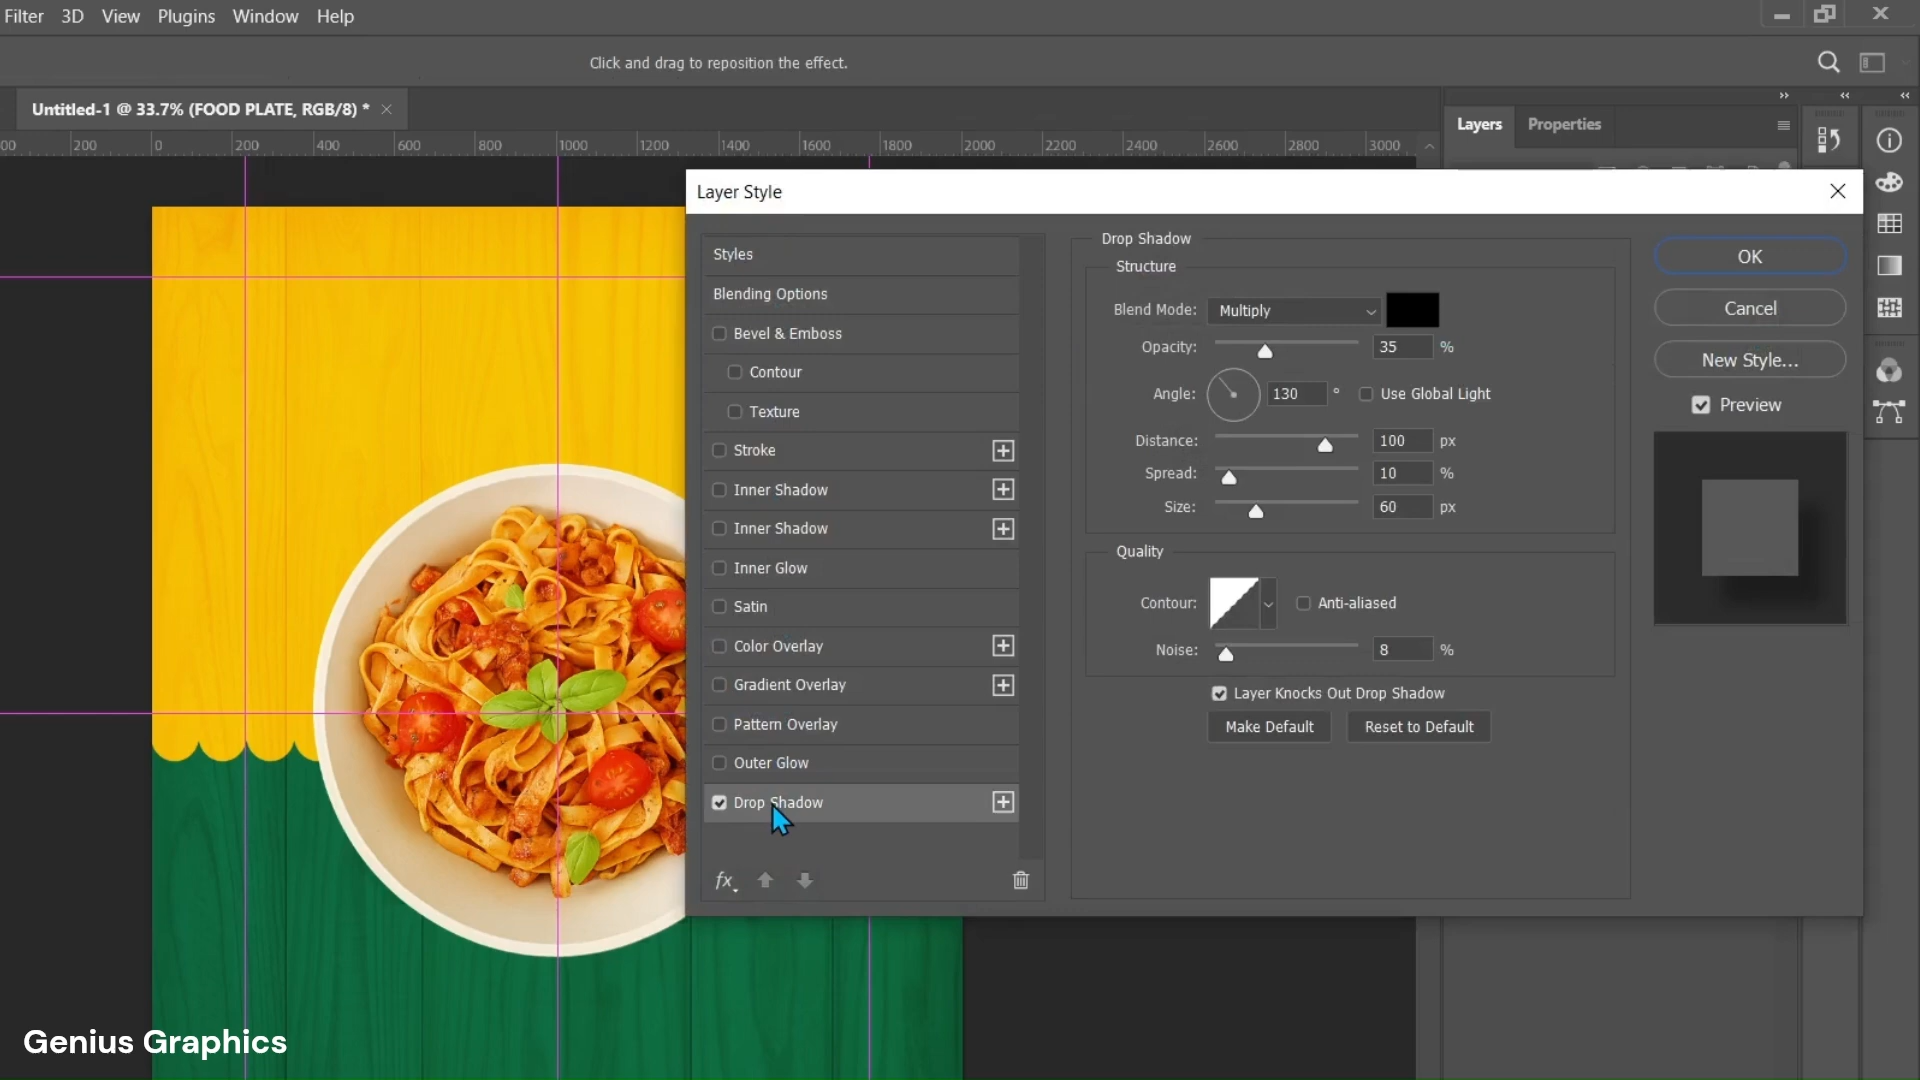 Filter 3D View Plugins Window Help
Click and drag to reposition the effect.
Untitled-1 @ 33.7% (FOOD PLATE, RGB/8) *
Layers Properties
00 200 0 200 400 600 800 1000 1200 1400 1600 1800 2000 2200 2400 2600 2800 3000
Layer Style
Styles
Blending Options
Bevel & Emboss
Contour
Texture
Stroke
Inner Shadow
Inner Shadow
Inner Glow
Satin
Color Overlay
Gradient Overlay
Pattern Overlay
Outer Glow
Drop Shadow
fx
Drop Shadow
Structure
Blend Mode: Multiply
Opacity: 35 %
Angle: 130 ° Use Global Light
Distance: 100 px
Spread: 10 %
Size: 60 px
Quality
Contour: Anti-aliased
Noise: 8 %
Layer Knocks Out Drop Shadow
Make Default Reset to Default
OK
Cancel
New Style...
Preview
Genius Graphics